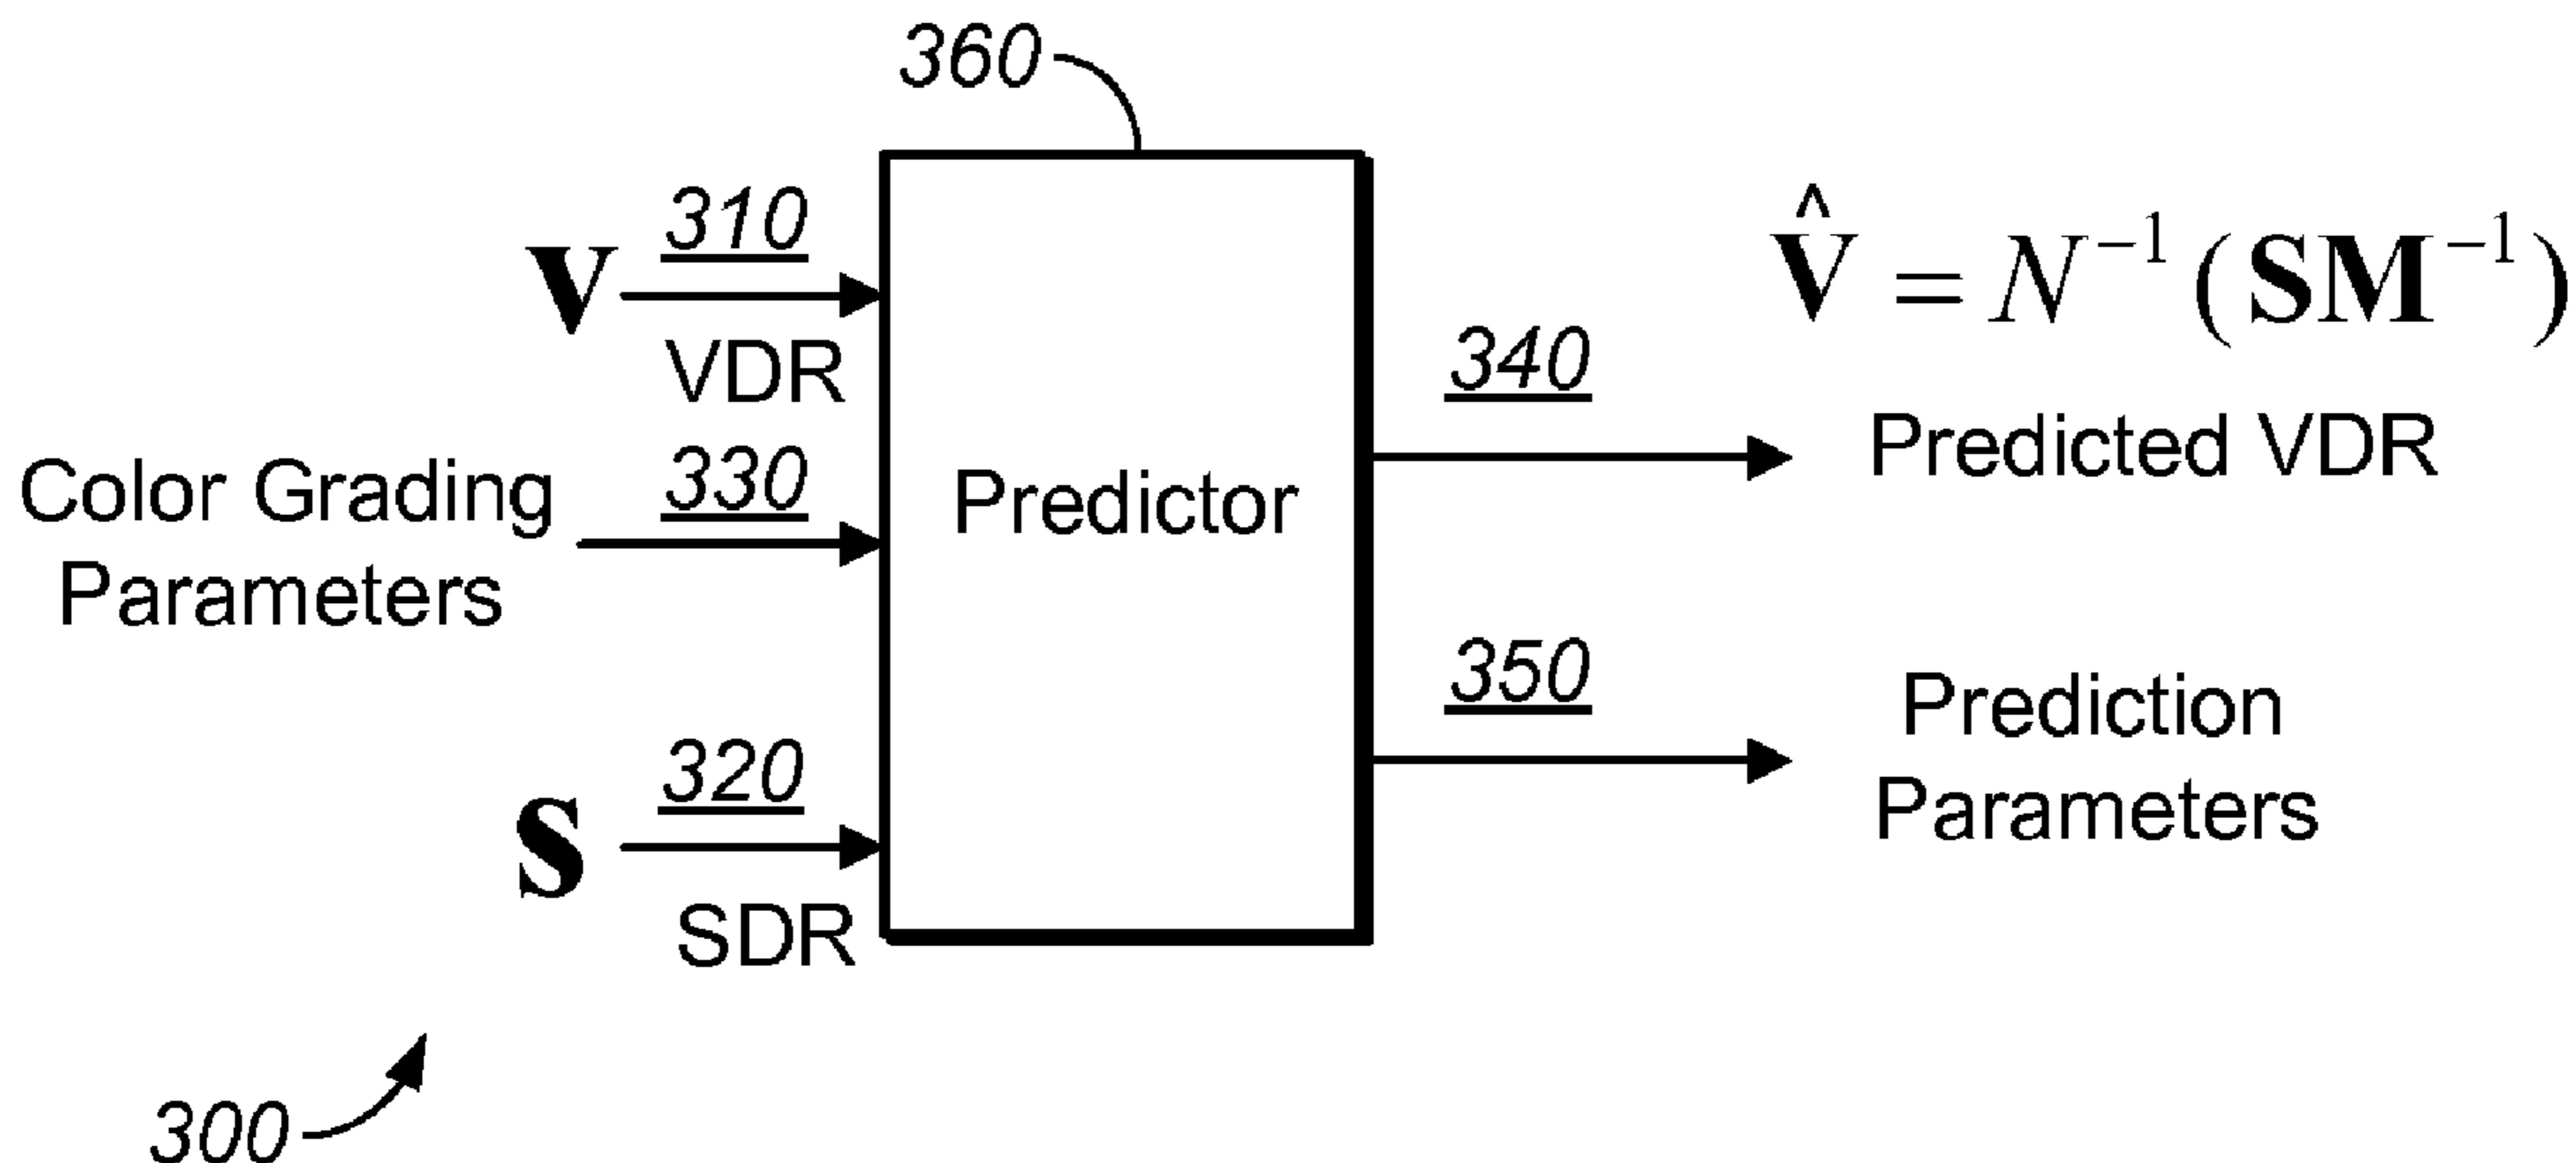 360
V
310
VDR
Color Grading
Parameters
330
S
320
SDR
Predictor
V̂ = N⁻¹ (SM⁻¹)
340
Predicted VDR
350
Prediction
Parameters
300